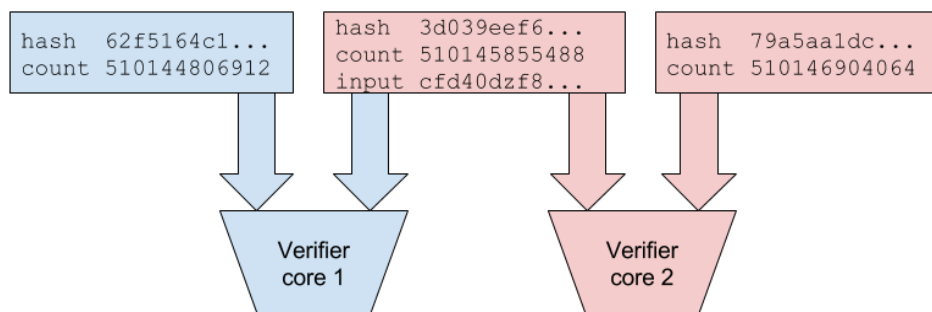 hash 62f5164c1...
count 510144806912
hash 3d039eef6...
count 510145855488
input cfd40dzf8...
hash 79a5aa1dc...
count 510146904064
Verifier
core 1
Verifier
core 2